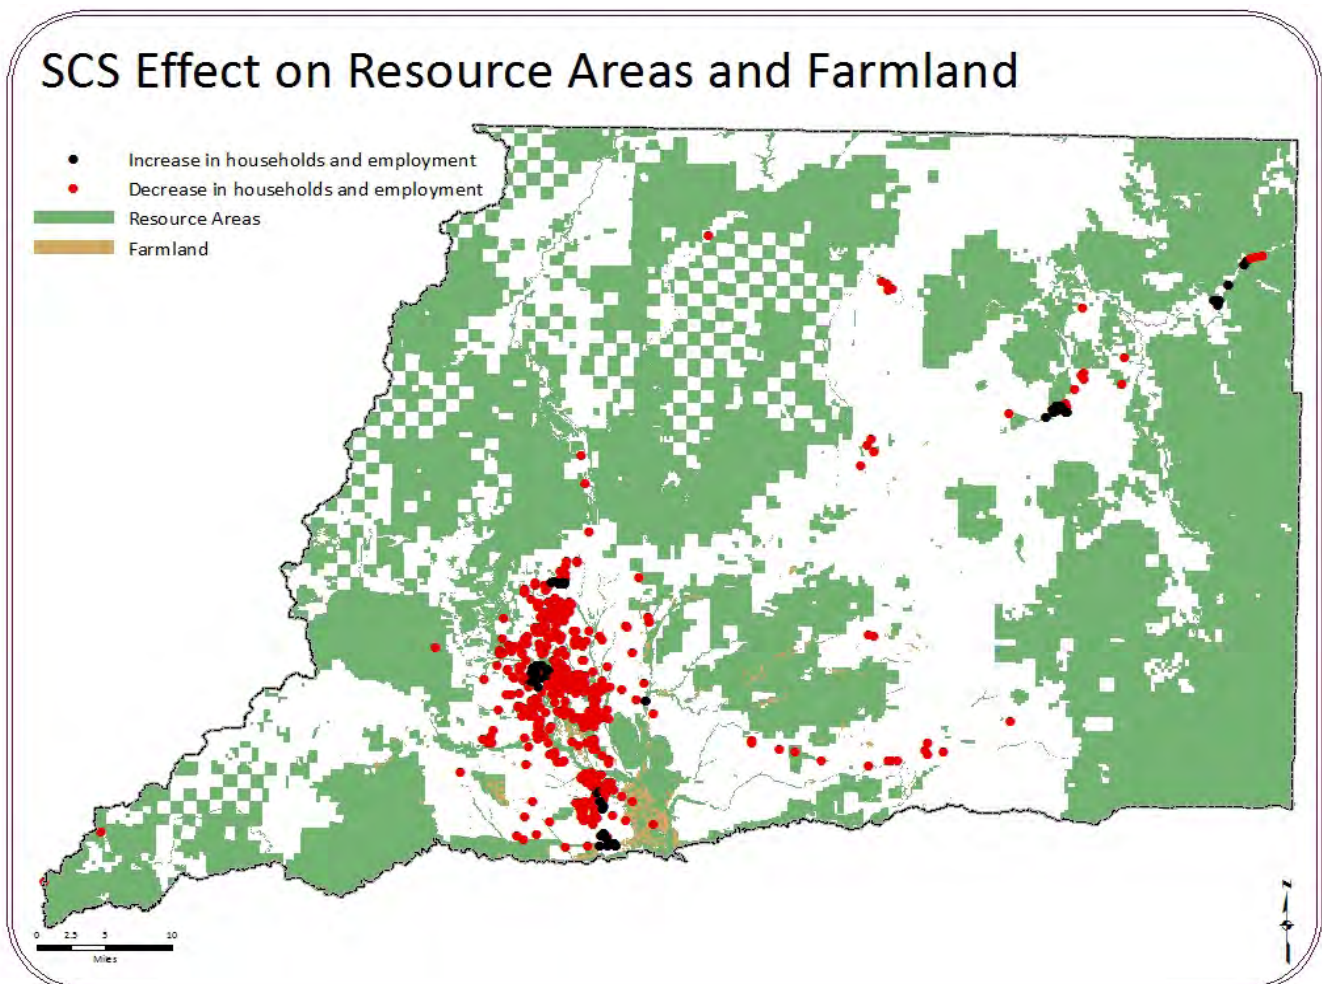 SCS Effect on Resource Areas and Farmland
Increase in households and employment
Decrease in households and employment
Resource Areas
Farmland
0 2.5 5 10
Miles
N